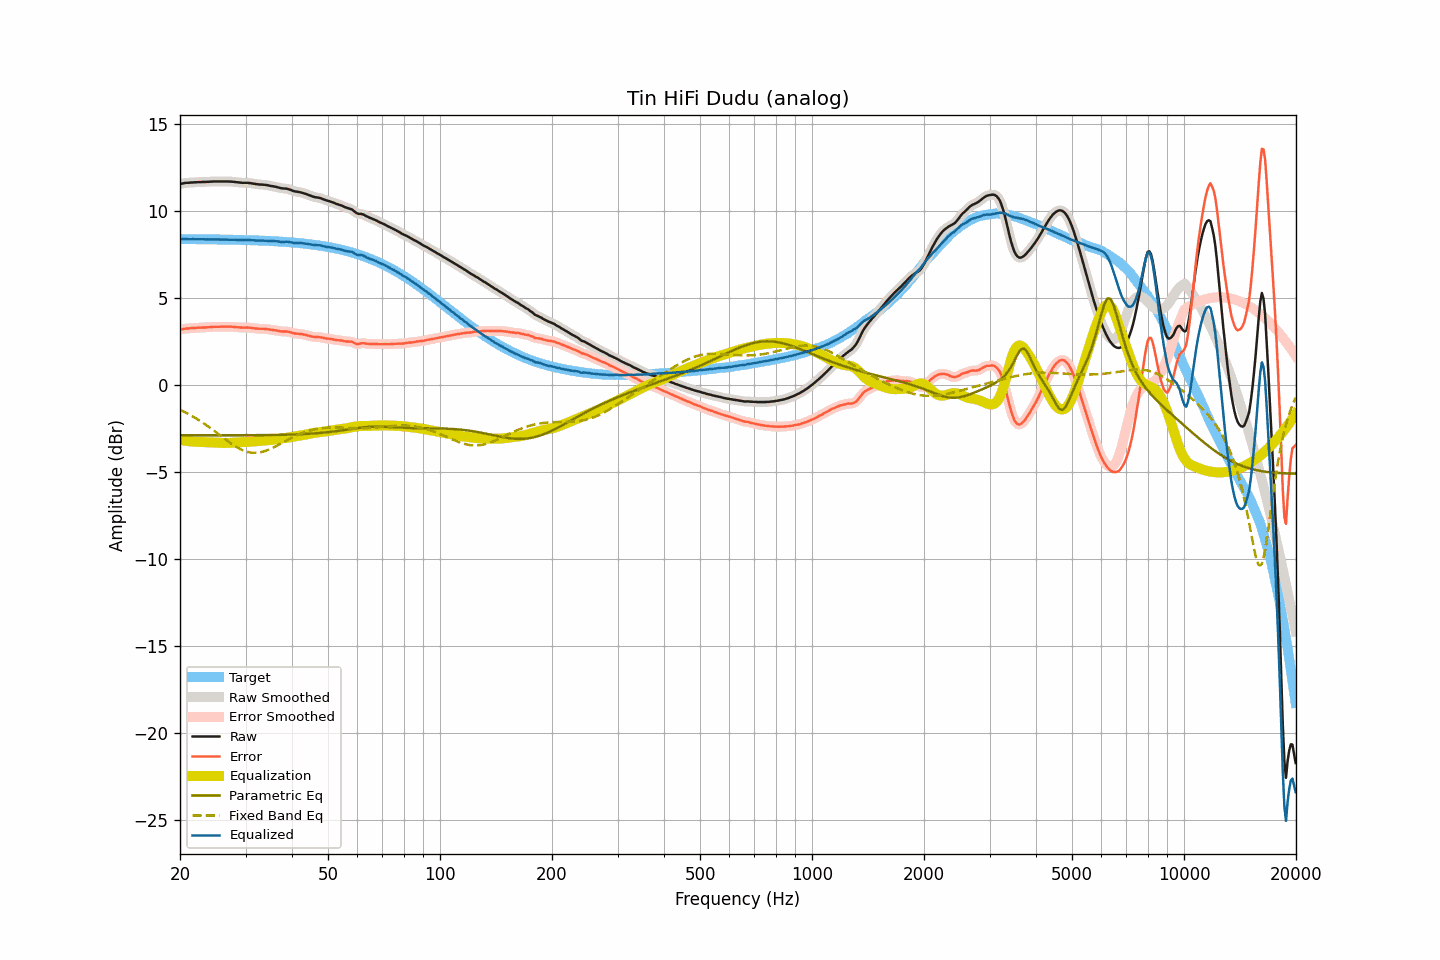 Tin HiFi Dudu (analog)
15
10
5
0
−5
−10
−15
−20
−25
Amplitude (dBr)
Target
Raw Smoothed
Error Smoothed
Raw
Error
Equalization
Parametric Eq
Fixed Band Eq
Equalized
20 50 100 200 500 1000 2000 5000 10000 20000
Frequency (Hz)